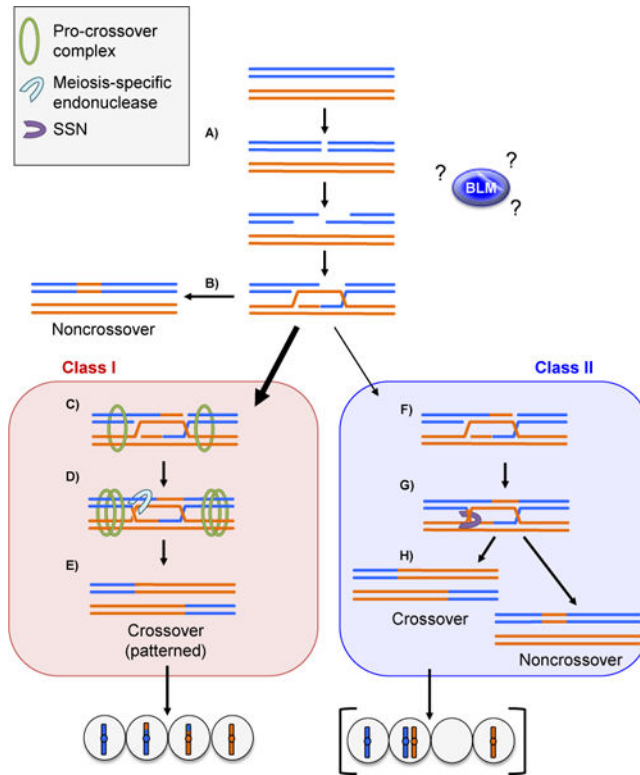 Pro-crossover
complex
Meiosis-specific
endonuclease
SSN
A)
?
?
BLM
?
B)
Noncrossover
Class I
Class II
C)
D)
E)
Crossover
(patterned)
F)
G)
H)
Crossover
Noncrossover